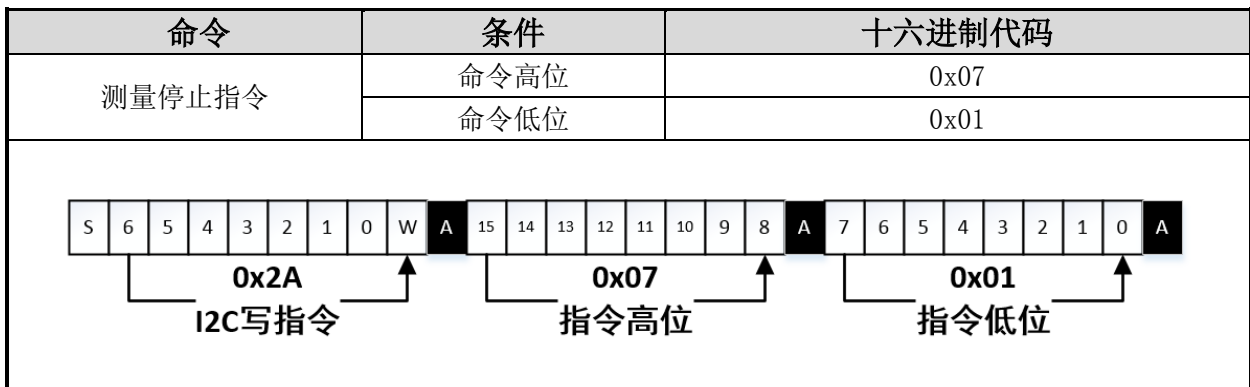 命令 条件 十六进制代码
测量停止指令 命令高位 0x07
命令低位 0x01
S 6 5 4 3 2 1 0 W A 15 14 13 12 11 10 9 8 A 7 6 5 4 3 2 1 0 A
0x2A 0x07 0x01
I2C写指令 指令高位 指令低位